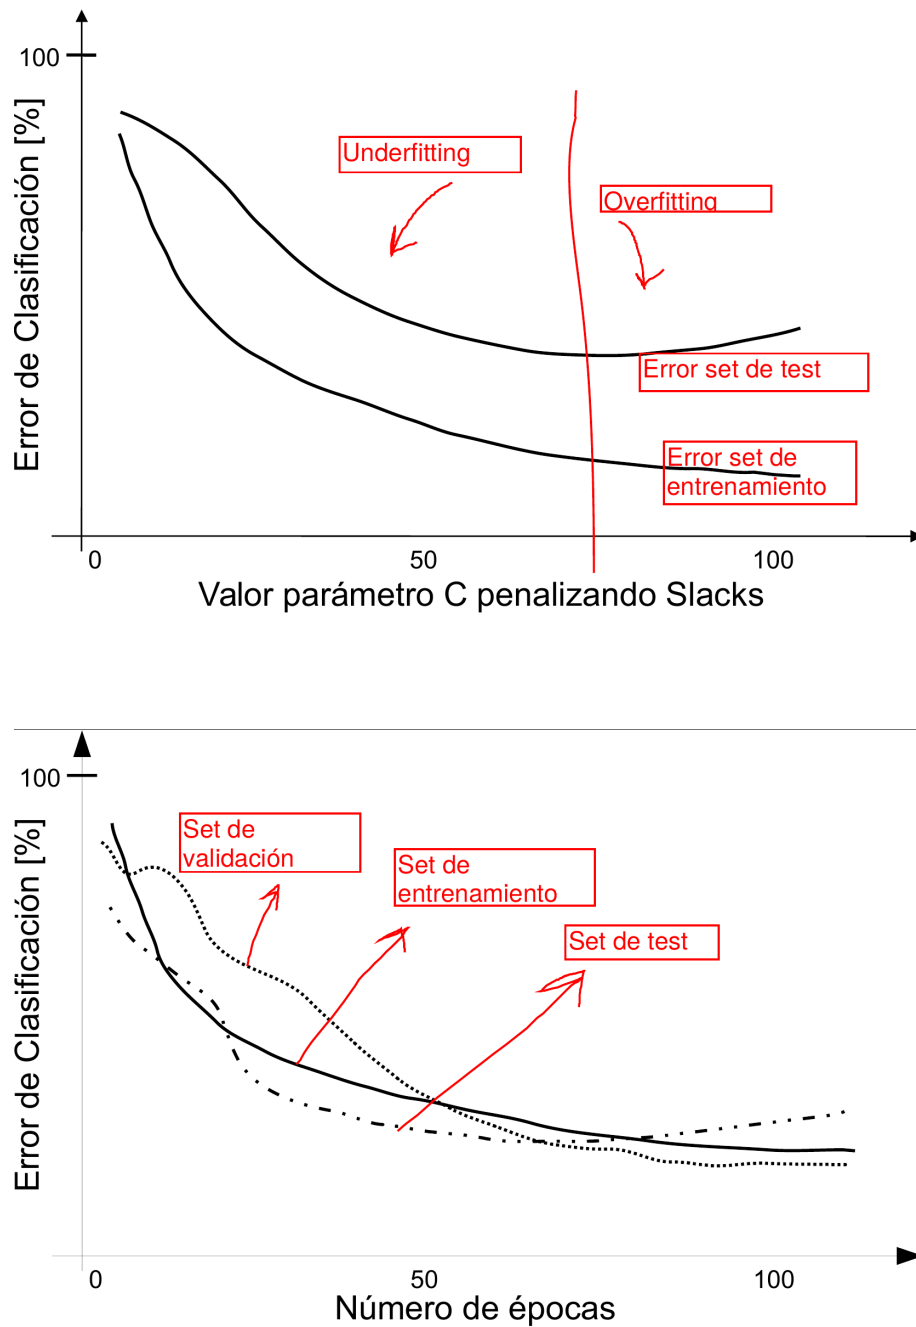 100
Error de Clasificación [%]
Underfitting
Overfitting
Error set de test
Error set de
entrenamiento
0
50
100
Valor parámetro C penalizando Slacks
100
Error de Clasificación [%]
Set de
validación
Set de
entrenamiento
Set de test
0
50
100
Número de épocas